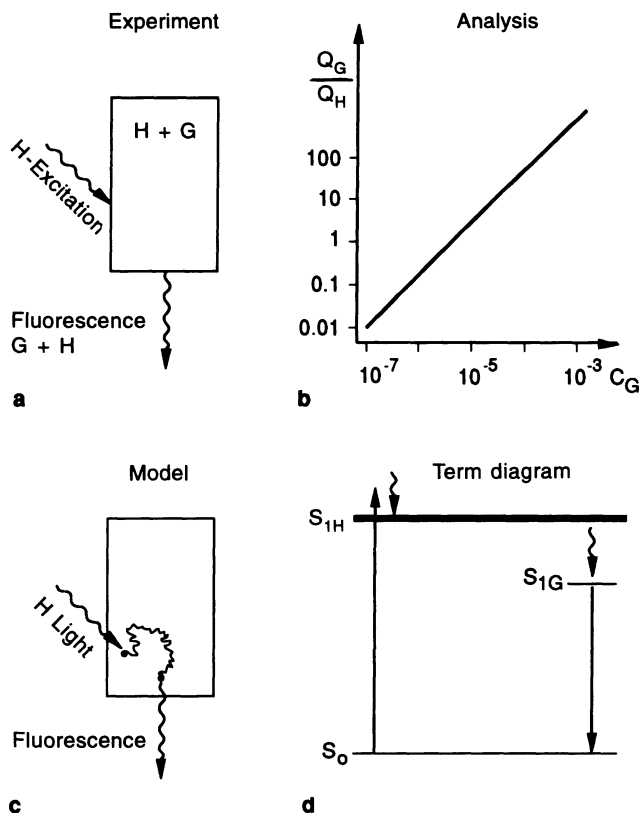 Experiment
H + G
H-Excitation
Fluorescence
G + H
a
Analysis
Q_G
Q_H
100
10
1
0.1
0.01
10^-7
10^-5
10^-3
C_G
b
Model
H Light
Fluorescence
c
Term diagram
S_1H
S_1G
S_o
d